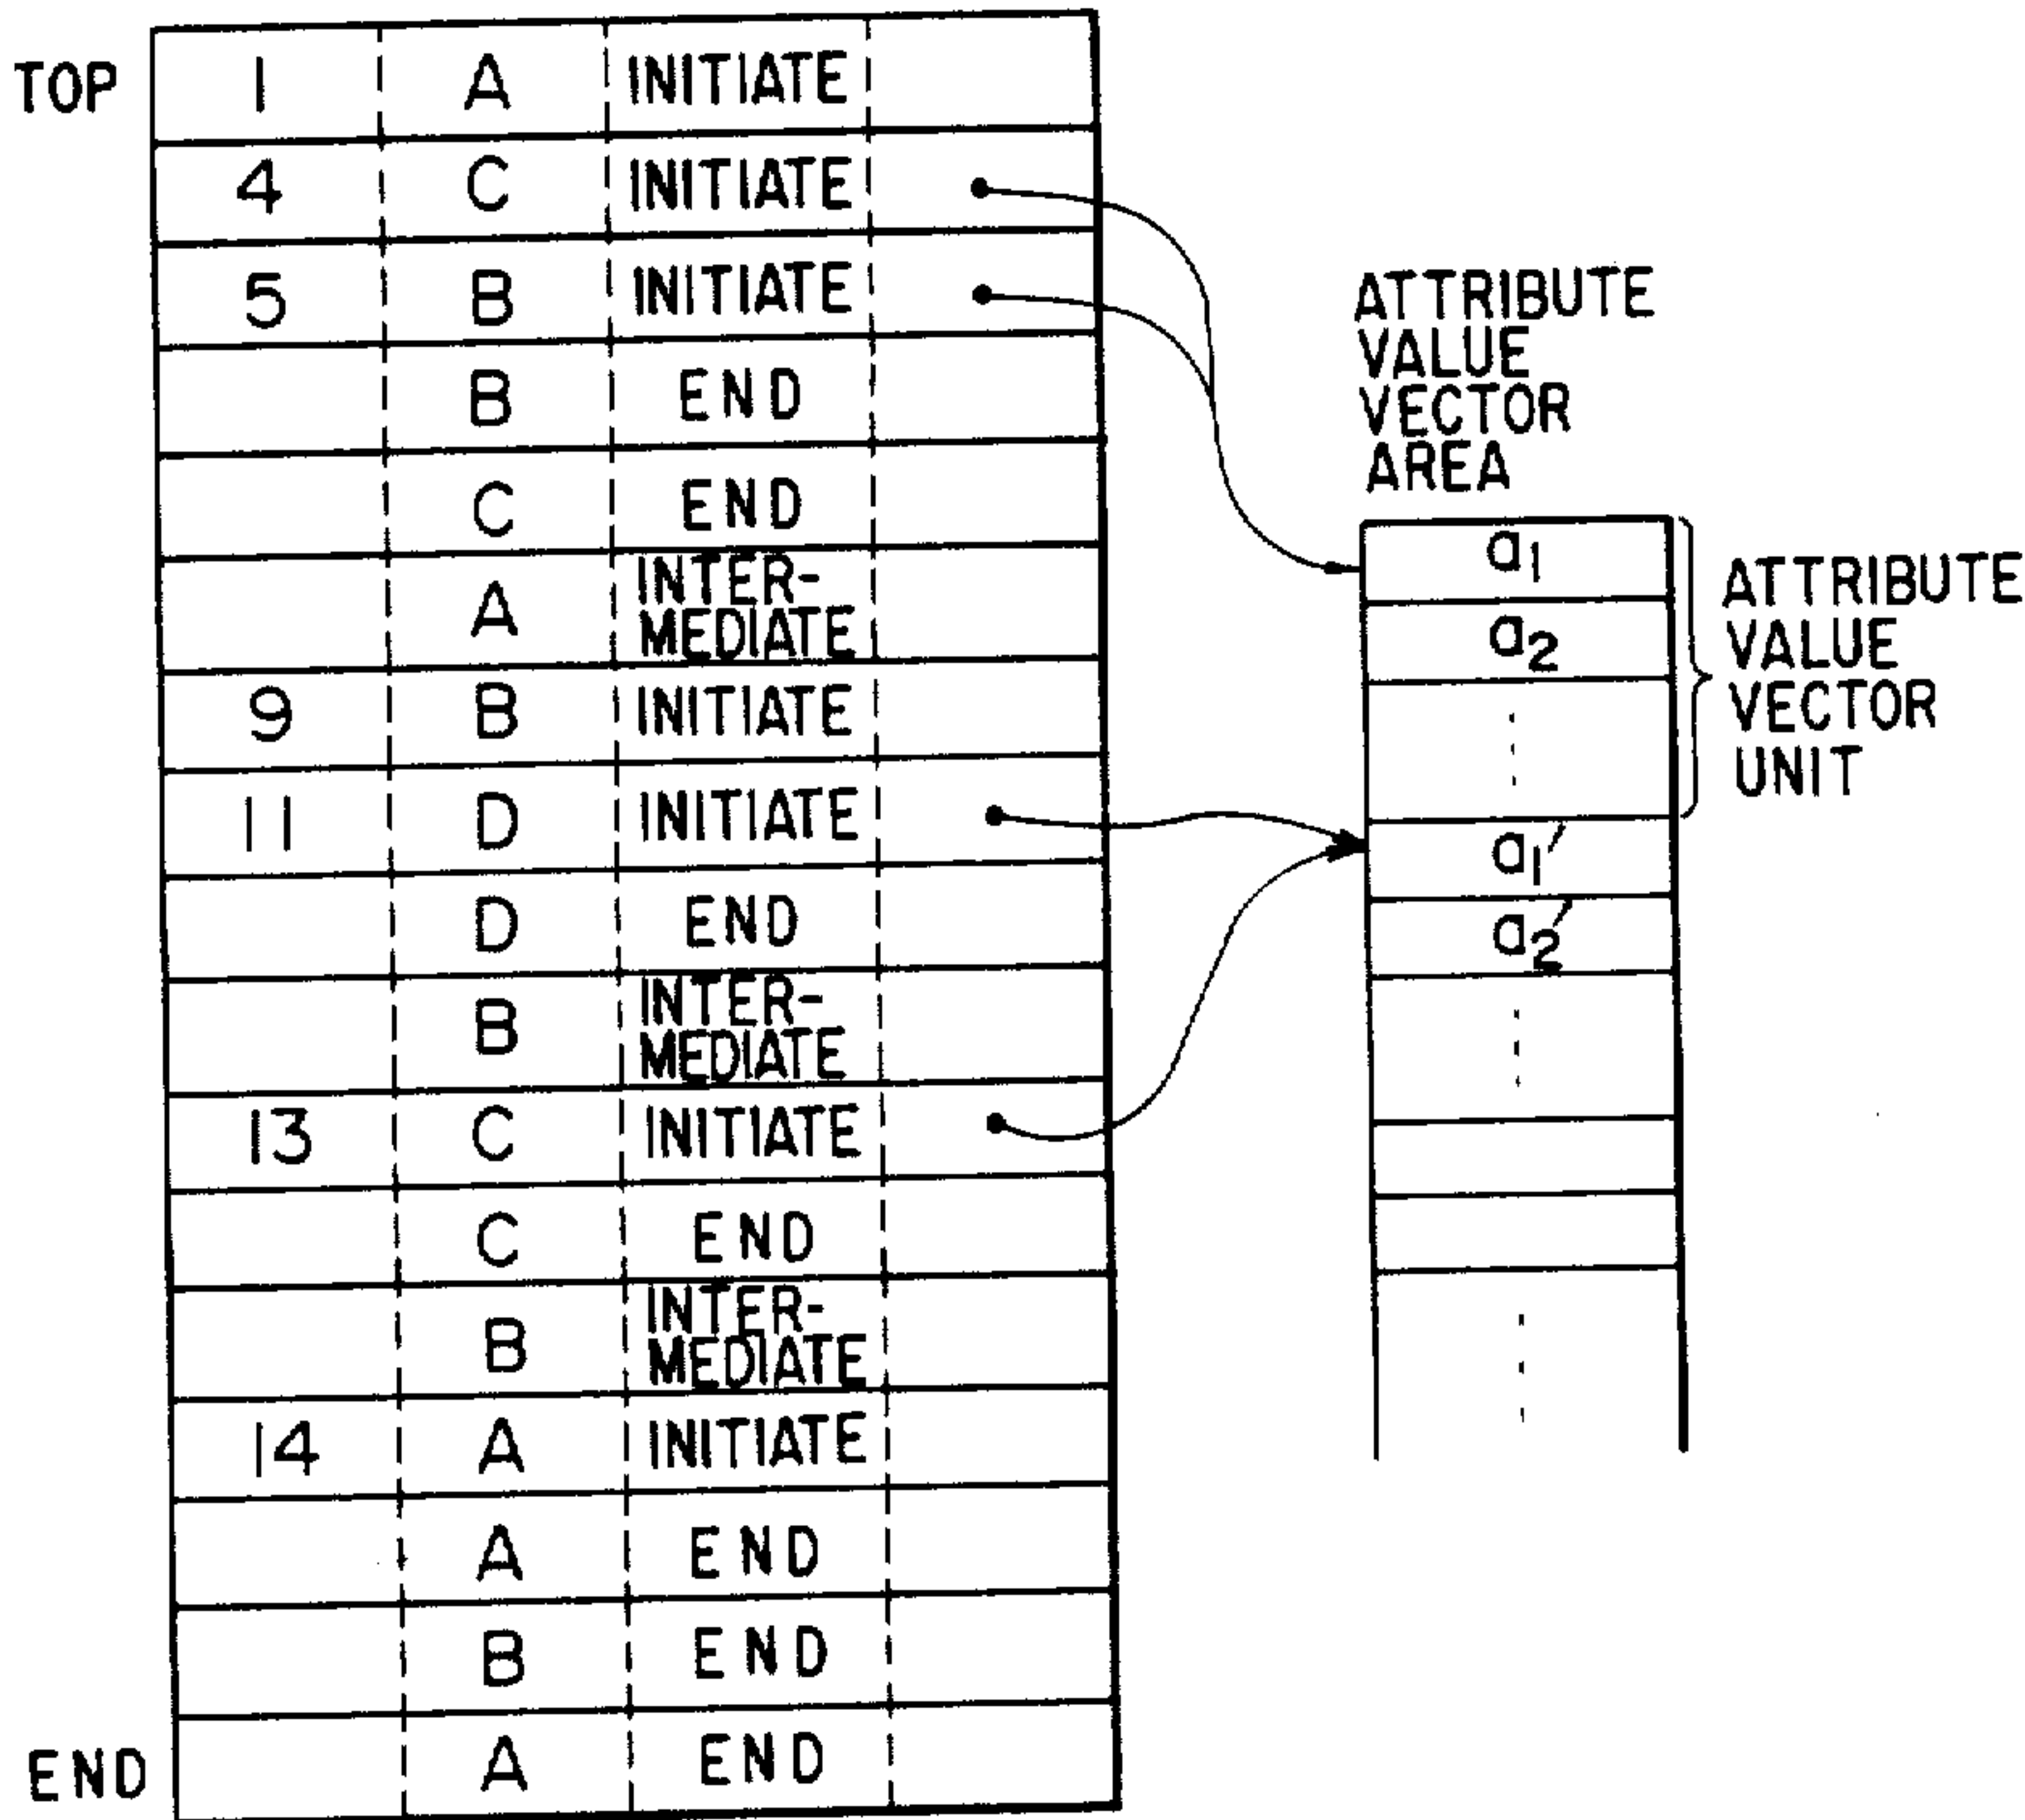 TOP 1 A INITIATE
4 C INITIATE
5 B INITIATE
B END
C END
A INTER-
MEDIATE
9 B INITIATE
11 D INITIATE
D END
B INTER-
MEDIATE
13 C INITIATE
C END
B INTER-
MEDIATE
14 A INITIATE
A END
B END
END A END
ATTRIBUTE
VALUE
VECTOR
AREA
a1
a2
a1′
a2′
ATTRIBUTE
VALUE
VECTOR
UNIT